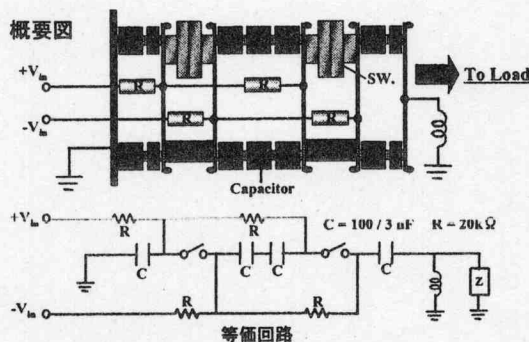 概要図
+Vin
R
R
SW.
To Load
-Vin
R
R
Capacitor
+Vin
R
R
C = 100 / 3 nF R = 20kΩ
C
C
C
C
Z
R
R
-Vin
等価回路